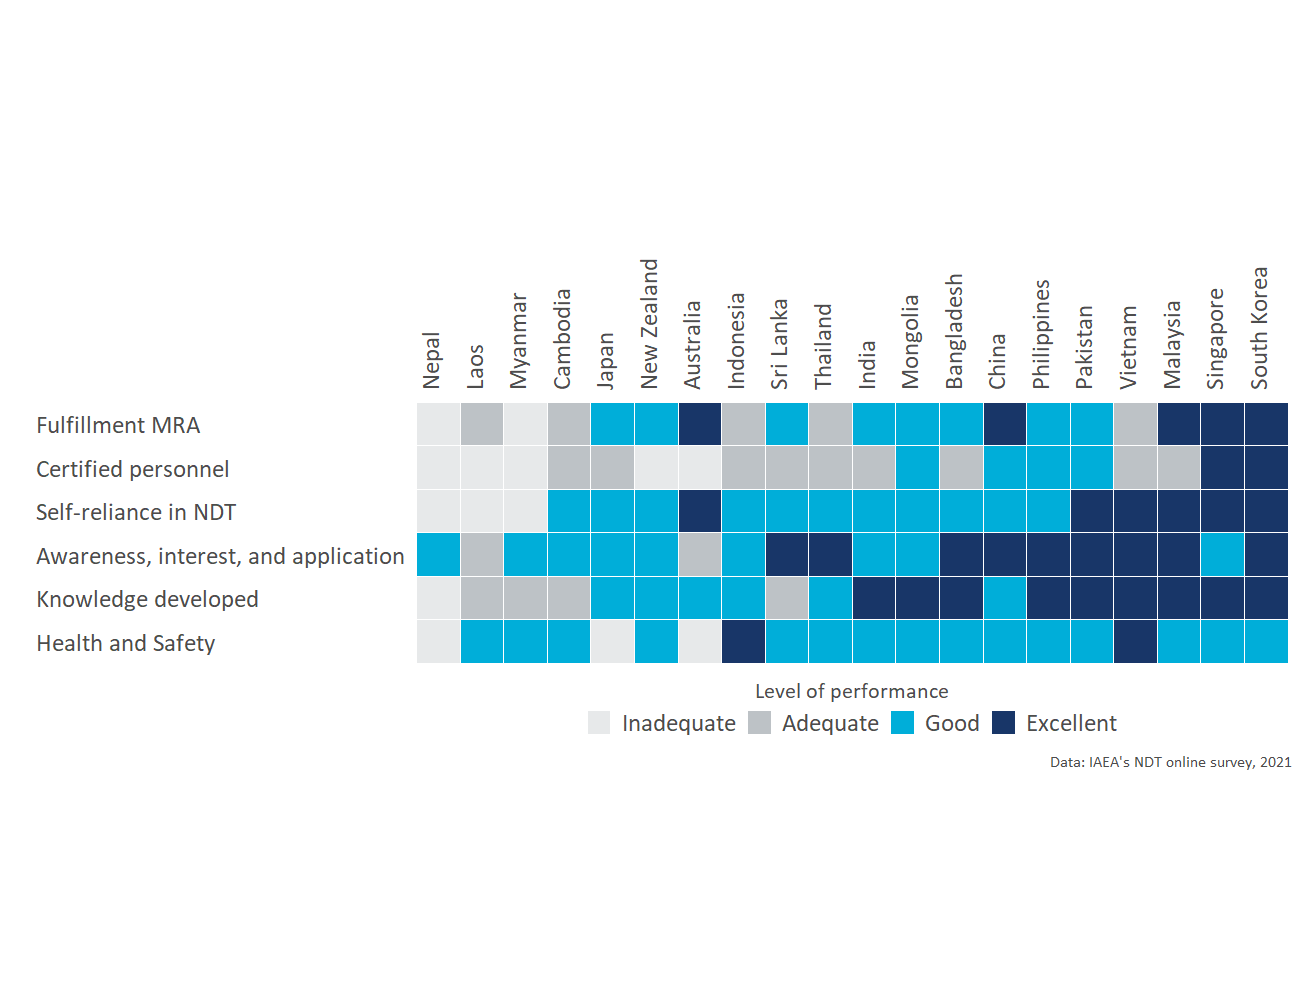 Nepal
Laos
Myanmar
Cambodia
Japan
New Zealand
Australia
Indonesia
Sri Lanka
Thailand
India
Mongolia
Bangladesh
China
Philippines
Pakistan
Vietnam
Malaysia
Singapore
South Korea
Fulfillment MRA
Certified personnel
Self-reliance in NDT
Awareness, interest, and application
Knowledge developed
Health and Safety
Level of performance
Inadequate Adequate Good Excellent
Data: IAEA's NDT online survey, 2021